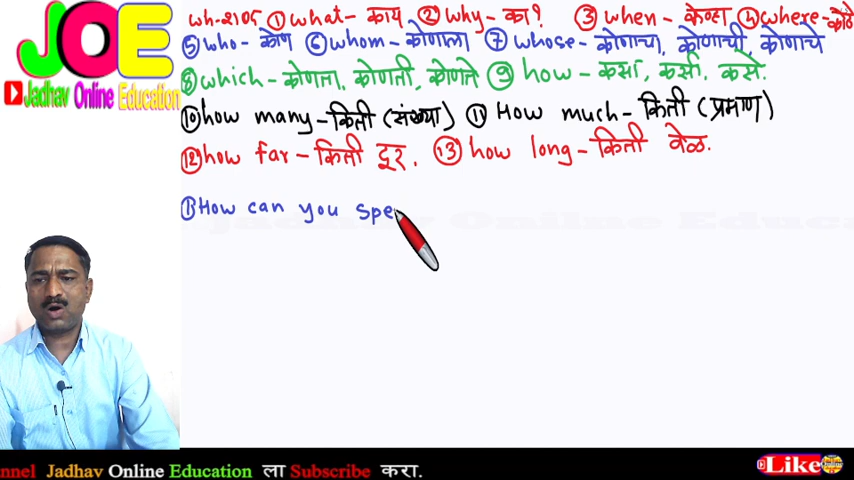 JOE
Jadhav Online Education
wh-शब्द ① what - काय ② why - का? ③ when - केव्हा ④ where - कोठे
⑤ who - कोण ⑥ whom - कोणाला ⑦ whose - कोणाचा, कोणाची, कोणाचे
⑧ which - कोणता, कोणती, कोणते ⑨ how - कसा, कशी, कसे.
⑩ how many - किती (संख्या) ⑪ How much - किती (प्रमाण)
⑫ how far - किती दूर. ⑬ how long - किती वेळ.
① How can you spe
nnel Jadhav Online Education ला Subscribe करा.
Like